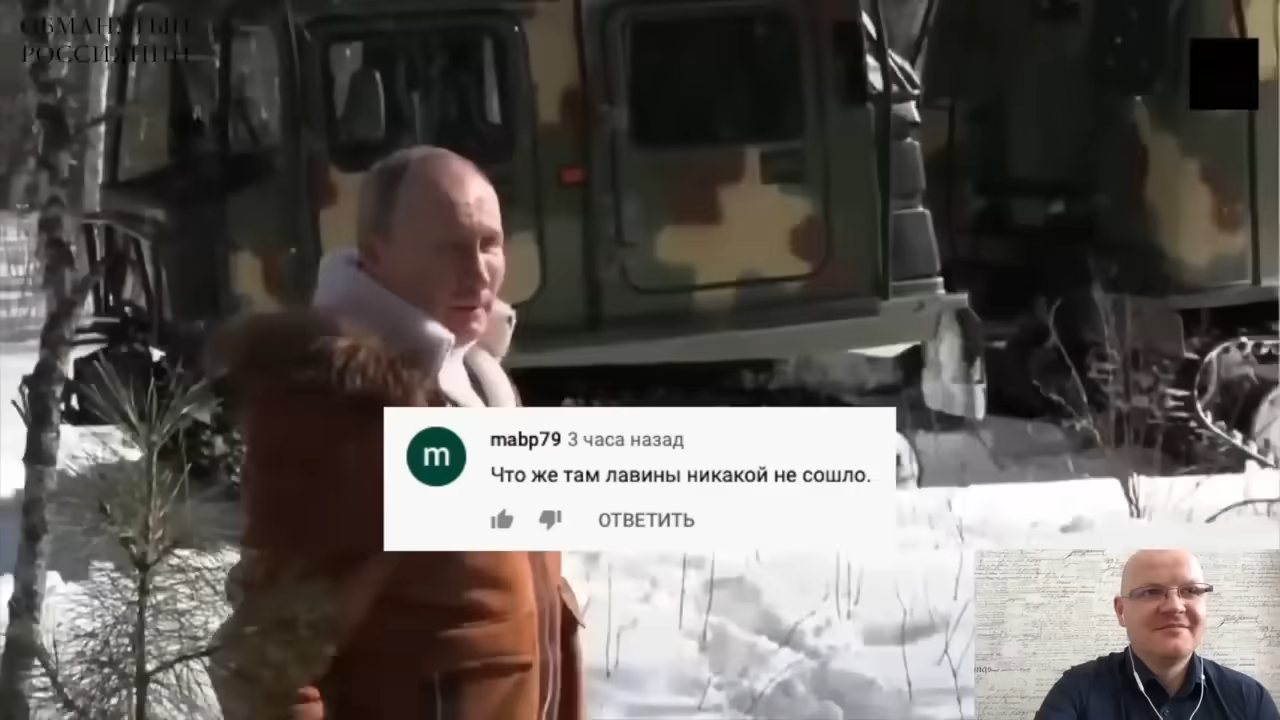 ОБМАНУТЫЙ
РОССИЯНИН
mabp79 3 часа назад
Что же там лавины никакой не сошло.
ОТВЕТИТЬ